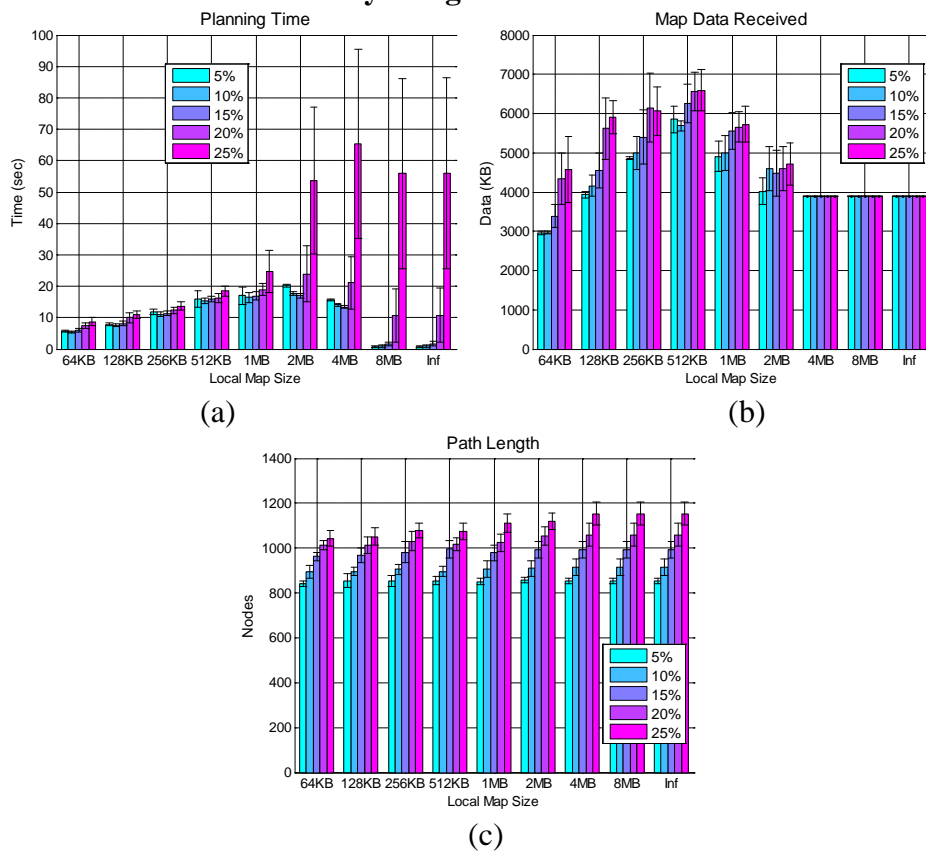 Planning Time
Time (sec)
100
90
80
70
60
50
40
30
20
10
0
5%
10%
15%
20%
25%
64KB 128KB 256KB 512KB 1MB 2MB 4MB 8MB Inf
Local Map Size
(a)
Map Data Received
Data (KB)
8000
7000
6000
5000
4000
3000
2000
1000
0
5%
10%
15%
20%
25%
64KB 128KB 256KB 512KB 1MB 2MB 4MB 8MB Inf
Local Map Size
(b)
Path Length
Nodes
1400
1200
1000
800
600
400
200
0
5%
10%
15%
20%
25%
64KB 128KB 256KB 512KB 1MB 2MB 4MB 8MB Inf
Local Map Size
(c)